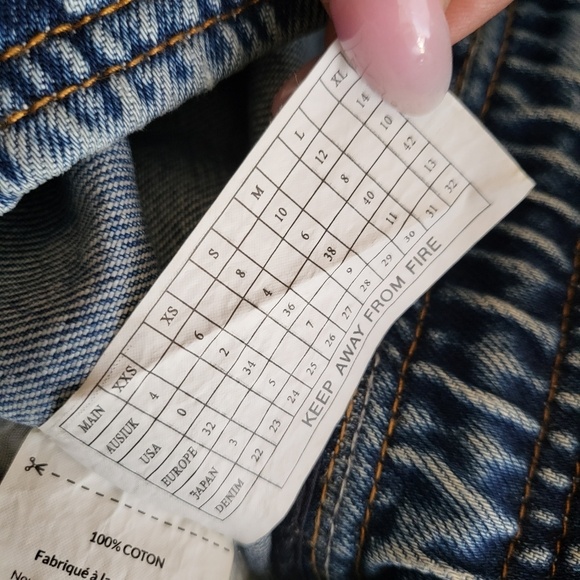 MAIN XXS XS S M L XL
AUSIUK 4 6 8 10 12 14
USA 0 2 4 6 8 10
EUROPE 32 34 36 38 40 42
JAPAN 3 5 7 9 11 13
DENIM 22 23 24 25 26 27 28 29 30 31 32
KEEP AWAY FROM FIRE
100% COTON
Fabriqué à